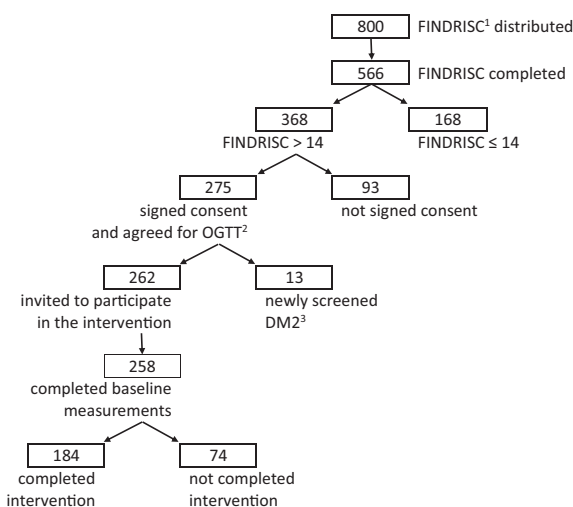 800 FINDRISC¹ distributed
566 FINDRISC completed
368 168
FINDRISC > 14 FINDRISC ≤ 14
275 93
signed consent not signed consent
and agreed for OGTT²
262 13
invited to participate newly screened
in the intervention DM2³
258
completed baseline
measurements
184 74
completed not completed
intervention intervention